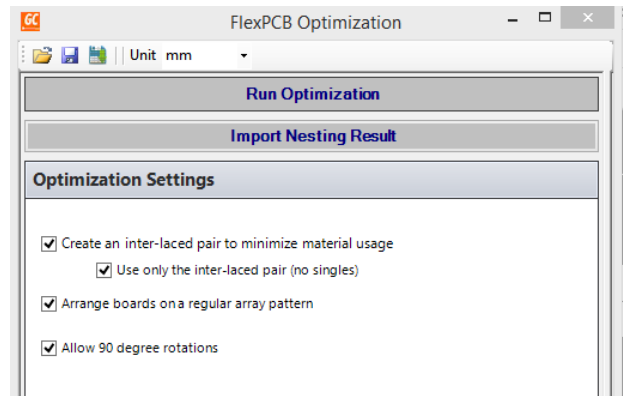 GC FlexPCB Optimization
Unit mm
Run Optimization
Import Nesting Result
Optimization Settings
Create an inter-laced pair to minimize material usage
Use only the inter-laced pair (no singles)
Arrange boards on a regular array pattern
Allow 90 degree rotations